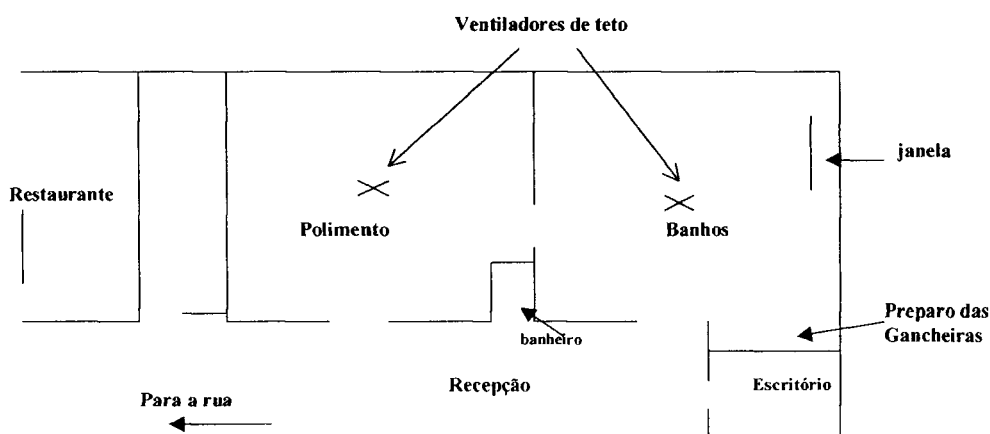 Ventiladores de teto
janela
Restaurante
Polimento
Banhos
Preparo das
Gancheiras
banheiro
Recepção
Escritório
Para a rua